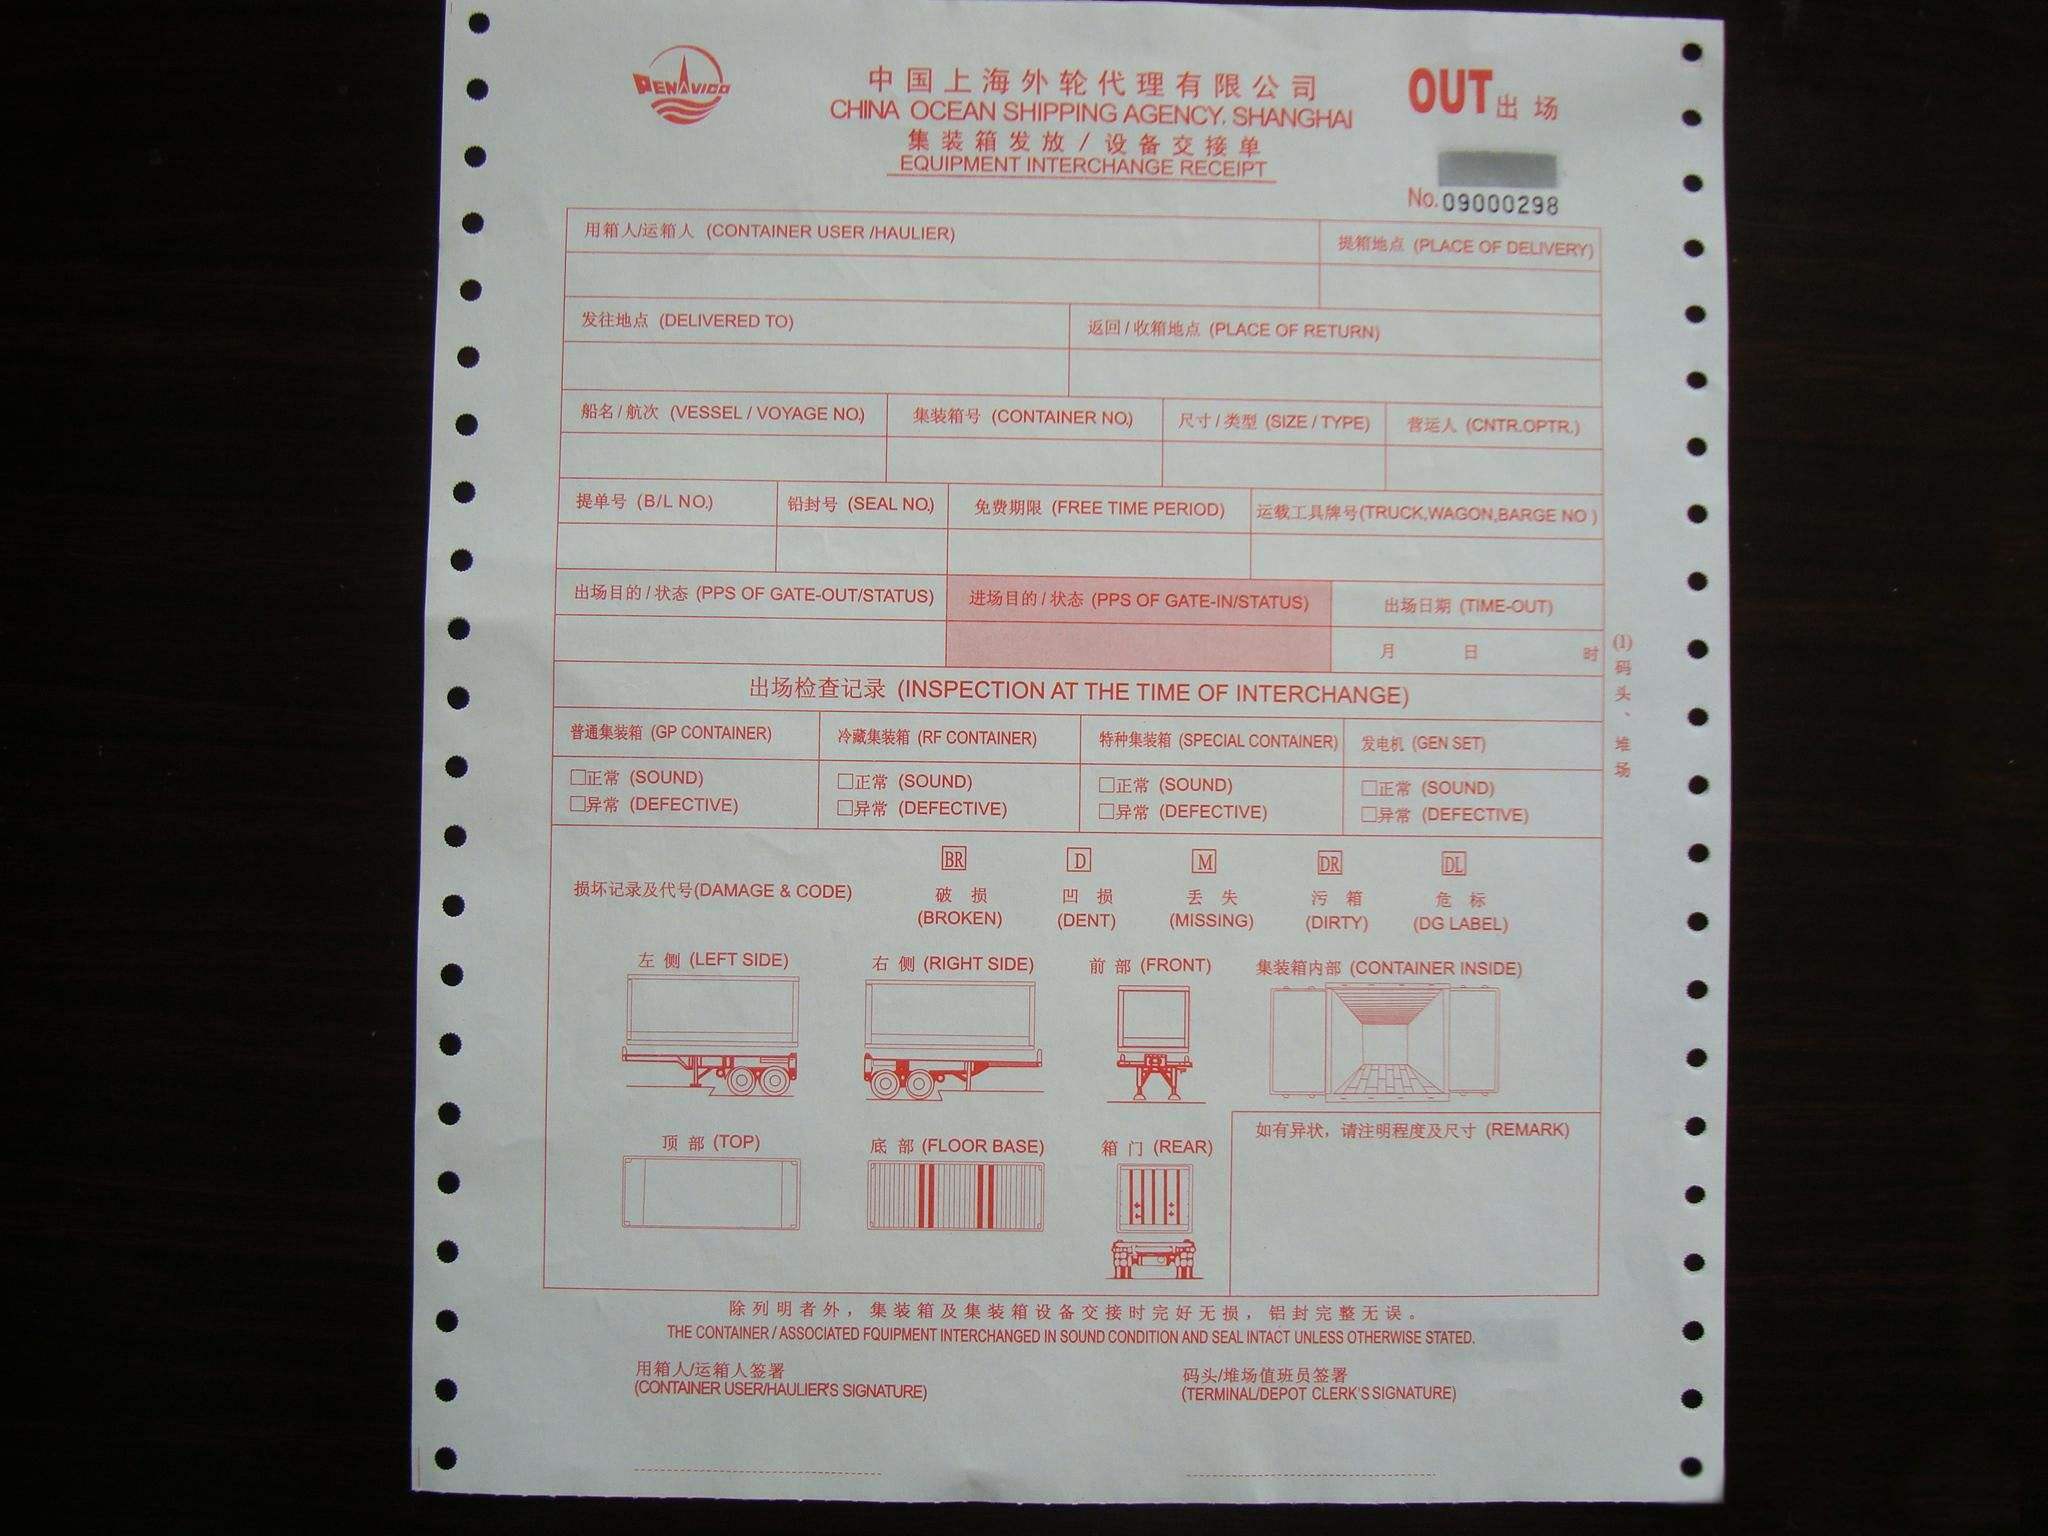 PENAVICO
中国上海外轮代理有限公司
CHINA OCEAN SHIPPING AGENCY, SHANGHAI
集装箱发放 / 设备交接单
EQUIPMENT INTERCHANGE RECEIPT
OUT 出场
No. 09000298
用箱人/运箱人 (CONTAINER USER /HAULIER) 提箱地点 (PLACE OF DELIVERY)
发往地点 (DELIVERED TO) 返回 / 收箱地点 (PLACE OF RETURN)
船名 / 航次 (VESSEL / VOYAGE NO.) 集装箱号 (CONTAINER NO.) 尺寸 / 类型 (SIZE / TYPE) 营运人 (CNTR.OPTR.)
提单号 (B/L NO.) 铅封号 (SEAL NO.) 免费期限 (FREE TIME PERIOD) 运载工具牌号(TRUCK,WAGON,BARGE NO )
出场目的 / 状态 (PPS OF GATE-OUT/STATUS) 进场目的 / 状态 (PPS OF GATE-IN/STATUS) 出场日期 (TIME-OUT)
月 日 时
(1)码头、堆场
出场检查记录 (INSPECTION AT THE TIME OF INTERCHANGE)
普通集装箱 (GP CONTAINER) 冷藏集装箱 (RF CONTAINER) 特种集装箱 (SPECIAL CONTAINER) 发电机 (GEN SET)
□正常 (SOUND) □正常 (SOUND) □正常 (SOUND) □正常 (SOUND)
□异常 (DEFECTIVE) □异常 (DEFECTIVE) □异常 (DEFECTIVE) □异常 (DEFECTIVE)
BR D M DR DL
损坏记录及代号(DAMAGE & CODE) 破损 凹损 丢失 污箱 危标
(BROKEN) (DENT) (MISSING) (DIRTY) (DG LABEL)
左侧 (LEFT SIDE) 右侧 (RIGHT SIDE) 前部 (FRONT) 集装箱内部 (CONTAINER INSIDE)
如有异状，请注明程度及尺寸 (REMARK)
顶部 (TOP) 底部 (FLOOR BASE) 箱门 (REAR)
除列明者外，集装箱及集装箱设备交接时完好无损，铝封完整无误。
THE CONTAINER / ASSOCIATED FQUIPMENT INTERCHANGED IN SOUND CONDITION AND SEAL INTACT UNLESS OTHERWISE STATED.
用箱人/运箱人签署 码头/堆场值班员签署
(CONTAINER USER/HAULIER'S SIGNATURE) (TERMINAL/DEPOT CLERK'S SIGNATURE)